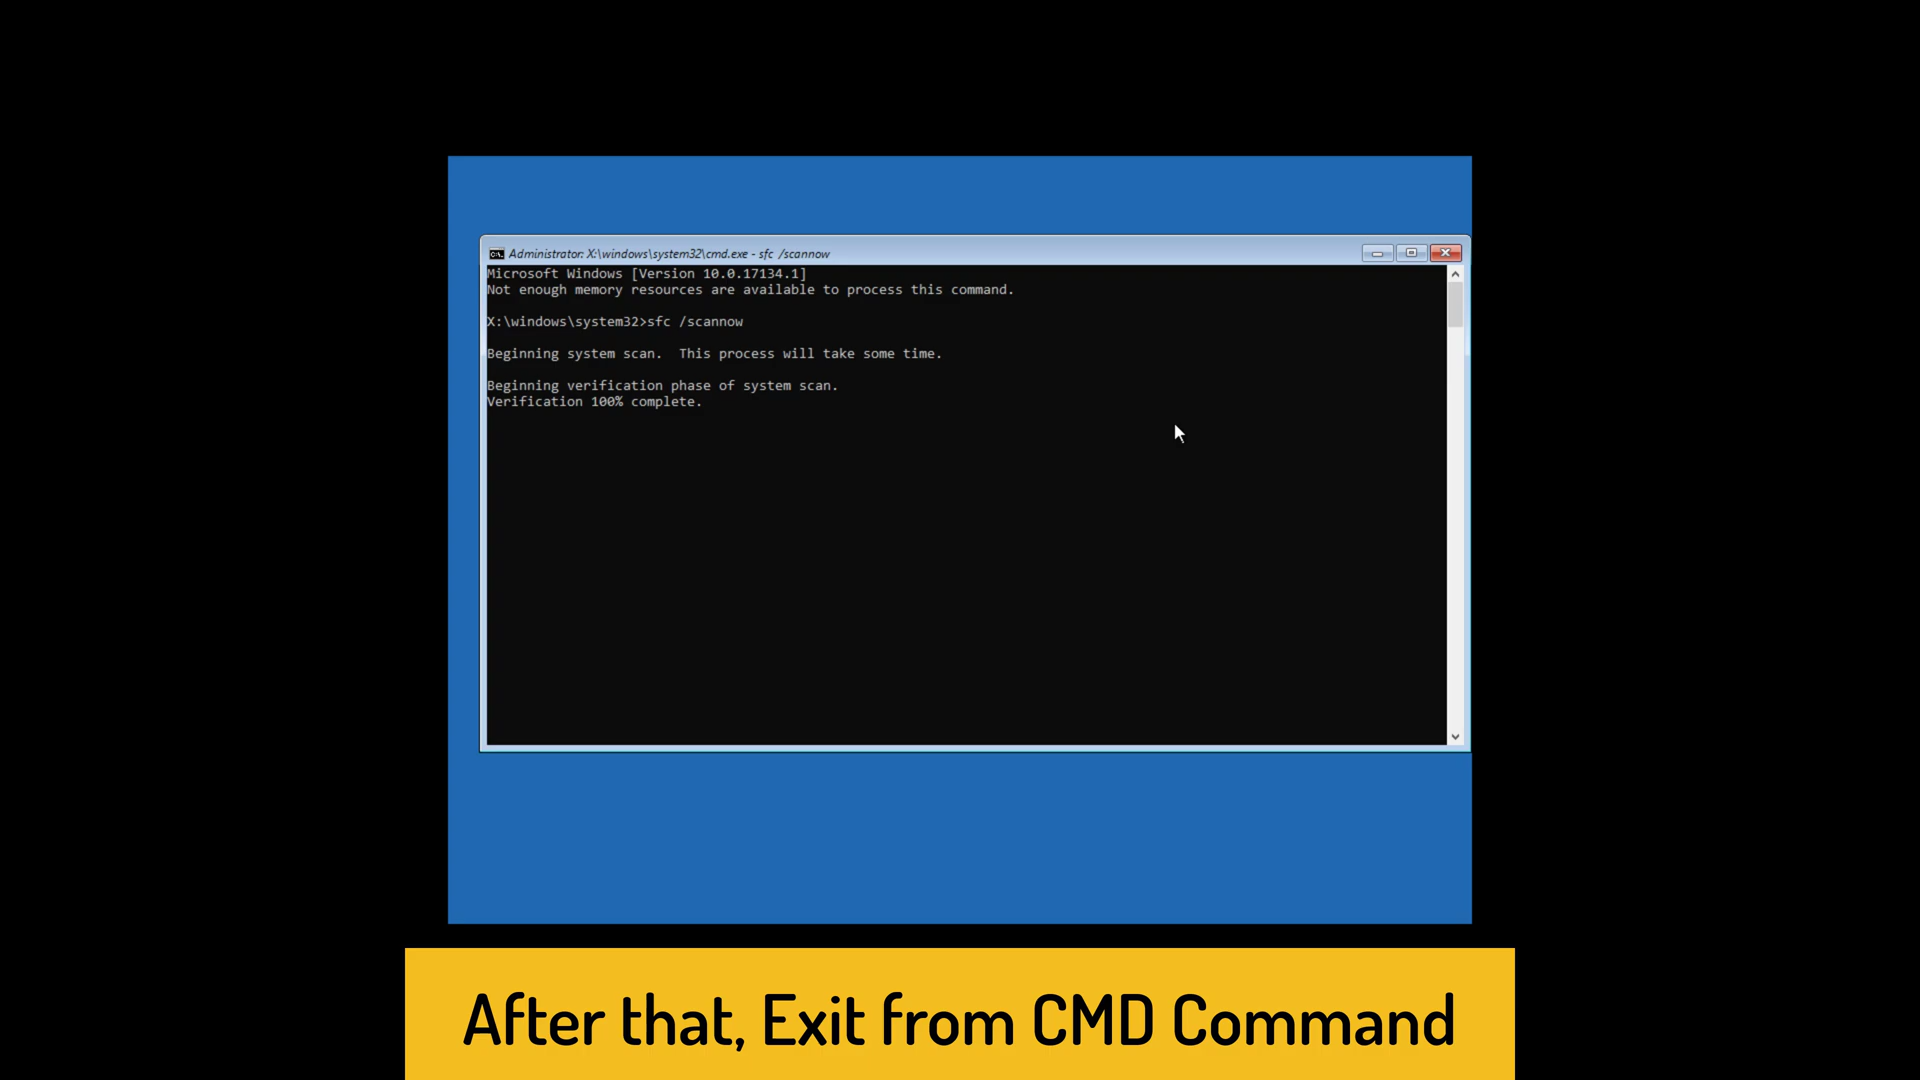 Administrator: X:\windows\system32\cmd.exe - sfc /scannow
Microsoft Windows [Version 10.0.17134.1]
Not enough memory resources are available to process this command.
X:\windows\system32>sfc /scannow
Beginning system scan.  This process will take some time.
Beginning verification phase of system scan.
Verification 100% complete.
After that, Exit from CMD Command